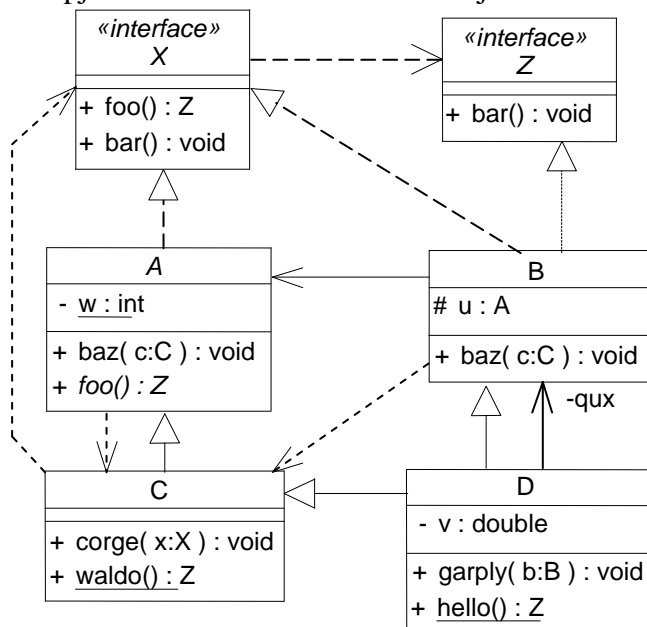 «interface»
X
+ foo() : Z
+ bar() : void
«interface»
Z
+ bar() : void
A
- w : int
+ baz( c:C ) : void
+ foo() : Z
B
# u : A
+ baz( c:C ) : void
-qux
C
+ corge( x:X ) : void
+ waldo() : Z
D
- v : double
+ garply( b:B ) : void
+ hello() : Z